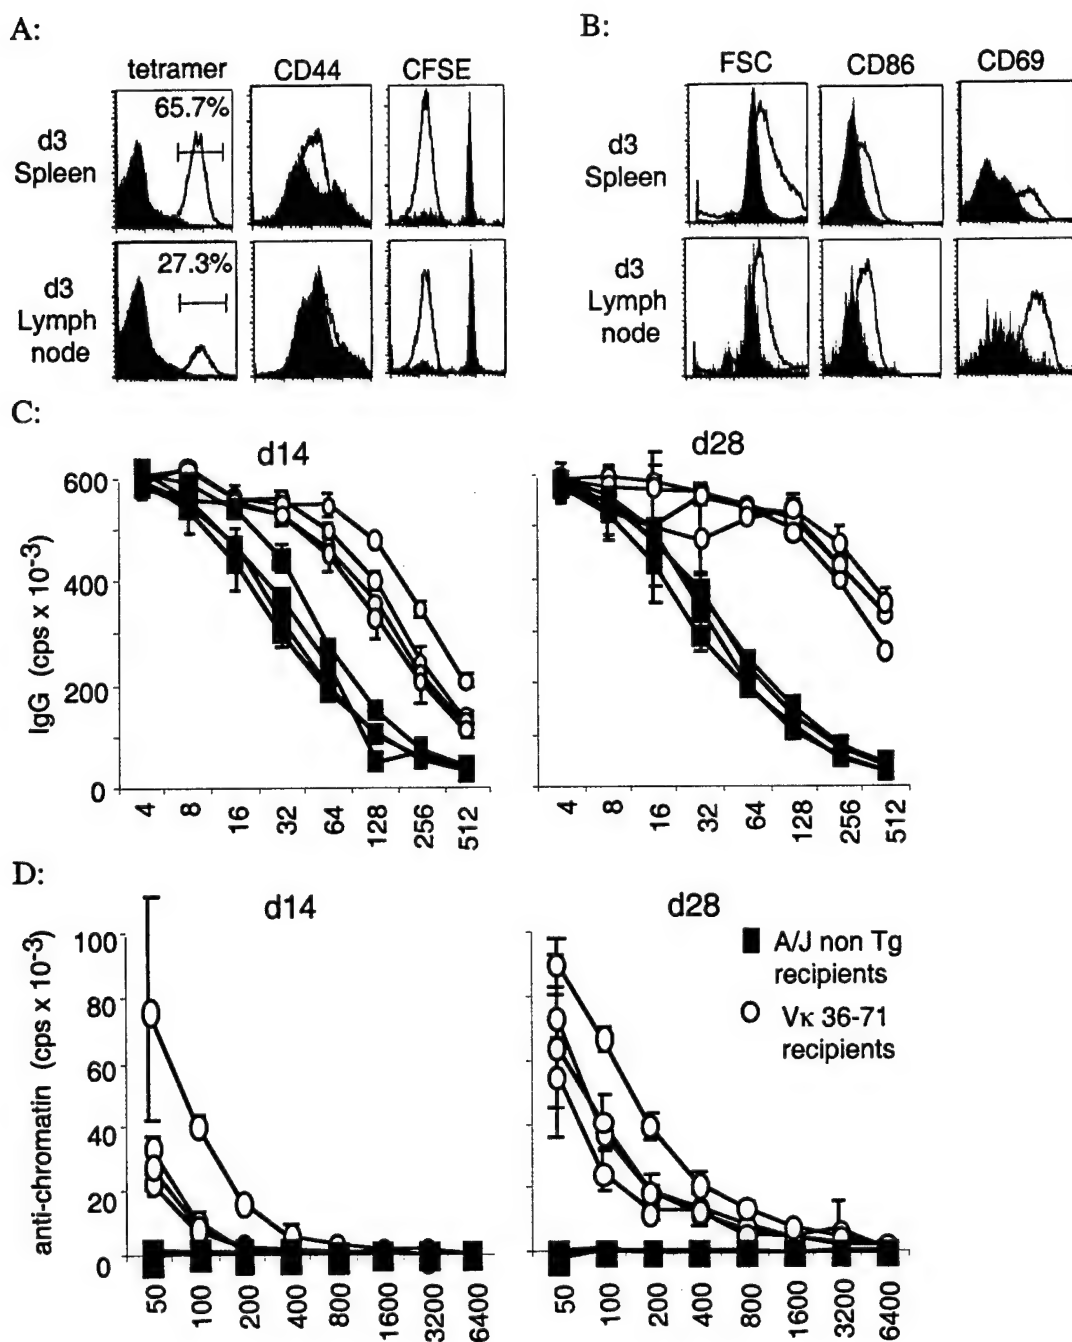 A:
B:
tetramer CD44 CFSE
FSC CD86 CD69
65.7%
d3
Spleen
d3
Spleen
27.3%
d3
Lymph
node
d3
Lymph
node
C:
d14
d28
IgG (cps x 10-3)
600
400
200
0
4 8 16 32 64 128 256 512
4 8 16 32 64 128 256 512
D:
d14
d28
anti-chromatin (cps x 10-3)
100
80
60
40
20
0
50 100 200 400 800 1600 3200 6400
50 100 200 400 800 1600 3200 6400
A/J non Tg
recipients
Vκ 36-71
recipients